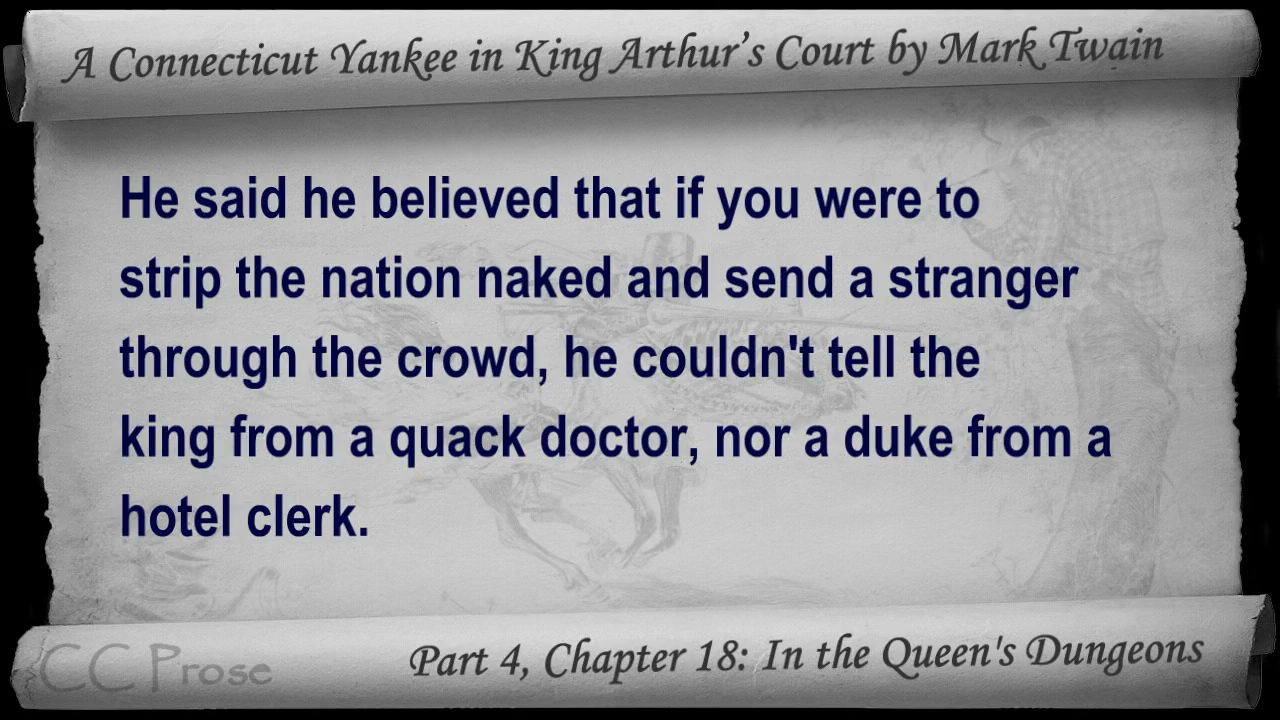 A Connecticut Yankee in King Arthur's Court by Mark Twain
He said he believed that if you were to
strip the nation naked and send a stranger
through the crowd, he couldn't tell the
king from a quack doctor, nor a duke from a
hotel clerk.
CC Prose
Part 4, Chapter 18: In the Queen's Dungeons